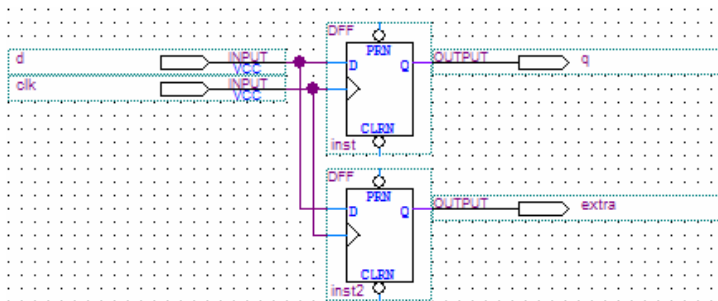 DFF
PRN
d INPUT VCC D Q OUTPUT q
clk INPUT VCC
CLRN
inst
DFF
PRN
D Q OUTPUT extra
CLRN
inst2